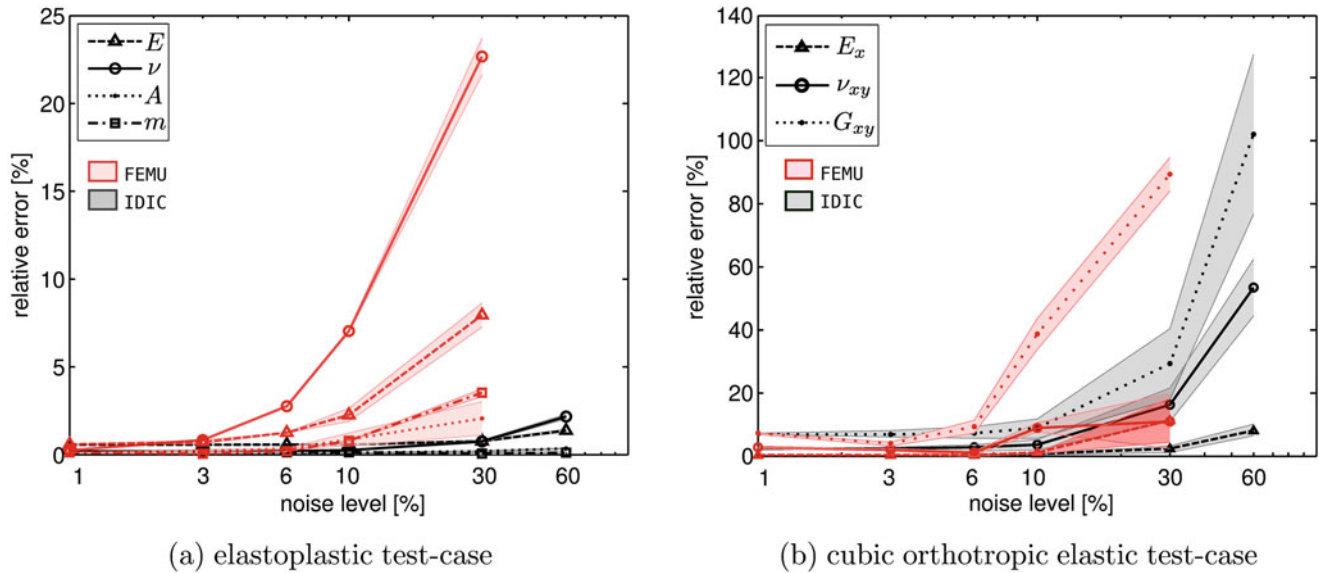 25
20
15
10
5
0
relative error [%]
E
ν
A
m
FEMU
IDIC
1 3 6 10 30 60
noise level [%]
(a) elastoplastic test-case
140
120
100
80
60
40
20
0
relative error [%]
E_x
ν_xy
G_xy
FEMU
IDIC
1 3 6 10 30 60
noise level [%]
(b) cubic orthotropic elastic test-case